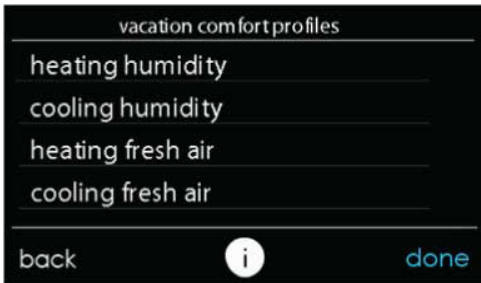 vacation comfort profiles
heating humidity
cooling humidity
heating fresh air
cooling fresh air
back i done